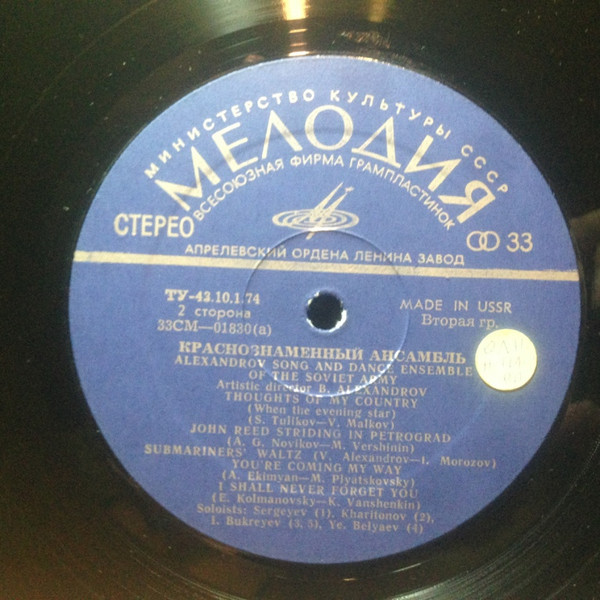 МИНИСТЕРСТВО КУЛЬТУРЫ СССР
МЕЛОДИЯ
ВСЕСОЮЗНАЯ ФИРМА ГРАМПЛАСТИНОК
СТЕРЕО
33
АПРЕЛЕВСКИЙ ОРДЕНА ЛЕНИНА ЗАВОД
ТУ-43.10.1.74
2 сторона
33СМ—01830(а)
MADE IN USSR
Вторая гр.
КРАСНОЗНАМЕННЫЙ АНСАМБЛЬ
ALEXANDROV SONG AND DANCE ENSEMBLE
OF THE SOVIET ARMY
Artistic director B. ALEXANDROV
THOUGHTS OF MY COUNTRY
(When the evening star)
(S. Tulikov—V. Malkov)
JOHN REED STRIDING IN PETROGRAD
(A. G. Novikov—M. Vershinin)
SUBMARINERS' WALTZ (V. Alexandrov—I. Morozov)
YOU'RE COMING MY WAY
(A. Ekimyan—M. Plyatskovsky)
I SHALL NEVER FORGET YOU
(E. Kolmanovsky—K. Vanshenkin)
Soloists: Sergeyev (1), Kharitonov (2),
I. Bukreyev (3, 5), Ye. Belyaev (4)